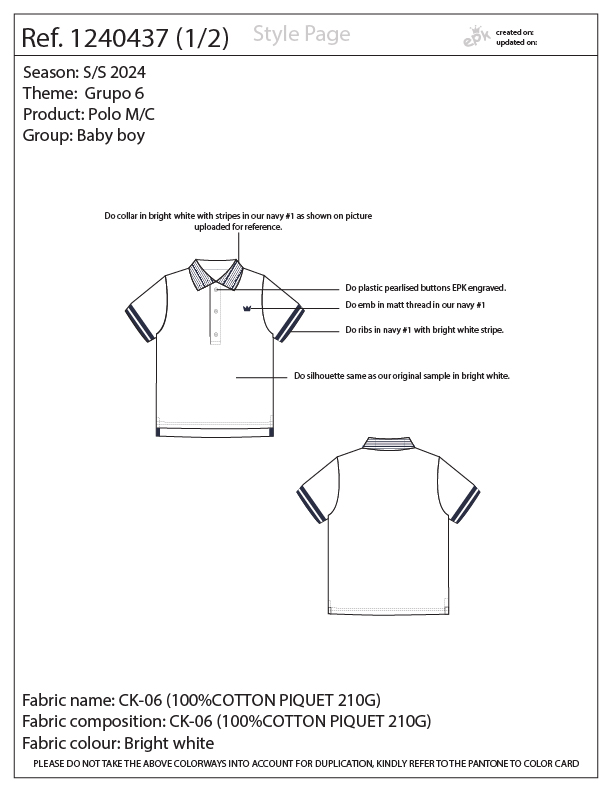 Ref. 1240437 (1/2)
Style Page
epk
created on:
updated on:
Season: S/S 2024
Theme: Grupo 6
Product: Polo M/C
Group: Baby boy
Do collar in bright white with stripes in our navy #1 as shown on picture
uploaded for reference.
Do plastic pearlised buttons EPK engraved.
Do emb in matt thread in our navy #1
Do ribs in navy #1 with bright white stripe.
Do silhouette same as our original sample in bright white.
Fabric name: CK-06 (100%COTTON PIQUET 210G)
Fabric composition: CK-06 (100%COTTON PIQUET 210G)
Fabric colour: Bright white
PLEASE DO NOT TAKE THE ABOVE COLORWAYS INTO ACCOUNT FOR DUPLICATION, KINDLY REFER TO THE PANTONE TO COLOR CARD